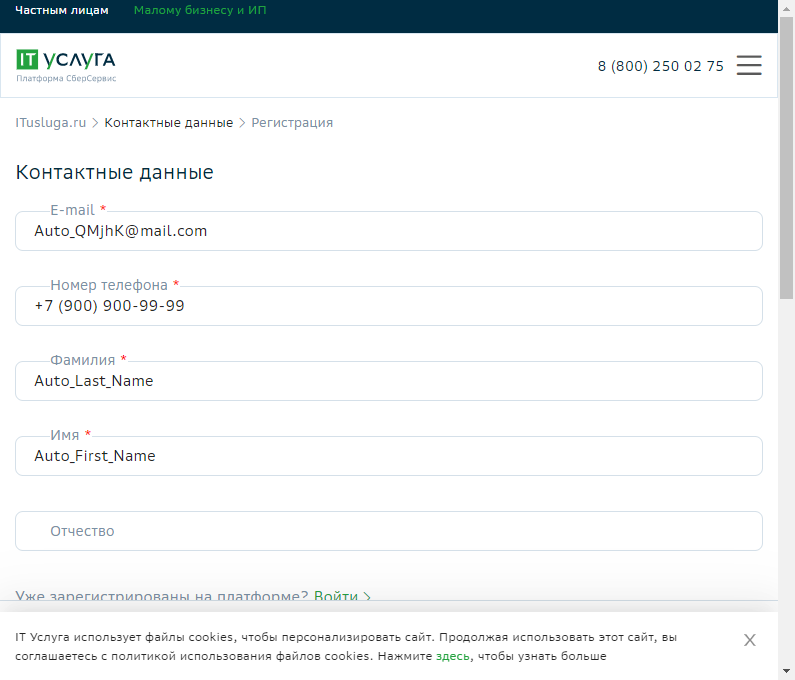 Частным лицам Малому бизнесу и ИП
IT УСЛУГА
Платформа СберСервис
8 (800) 250 02 75
ITusluga.ru > Контактные данные > Регистрация
Контактные данные
E-mail *
Auto_QMjhK@mail.com
Номер телефона *
+7 (900) 900-99-99
Фамилия *
Auto_Last_Name
Имя *
Auto_First_Name
Отчество
Уже зарегистрированы на платформе? Войти >
IT Услуга использует файлы cookies, чтобы персонализировать сайт. Продолжая использовать этот сайт, вы
соглашаетесь с политикой использования файлов cookies. Нажмите здесь, чтобы узнать больше